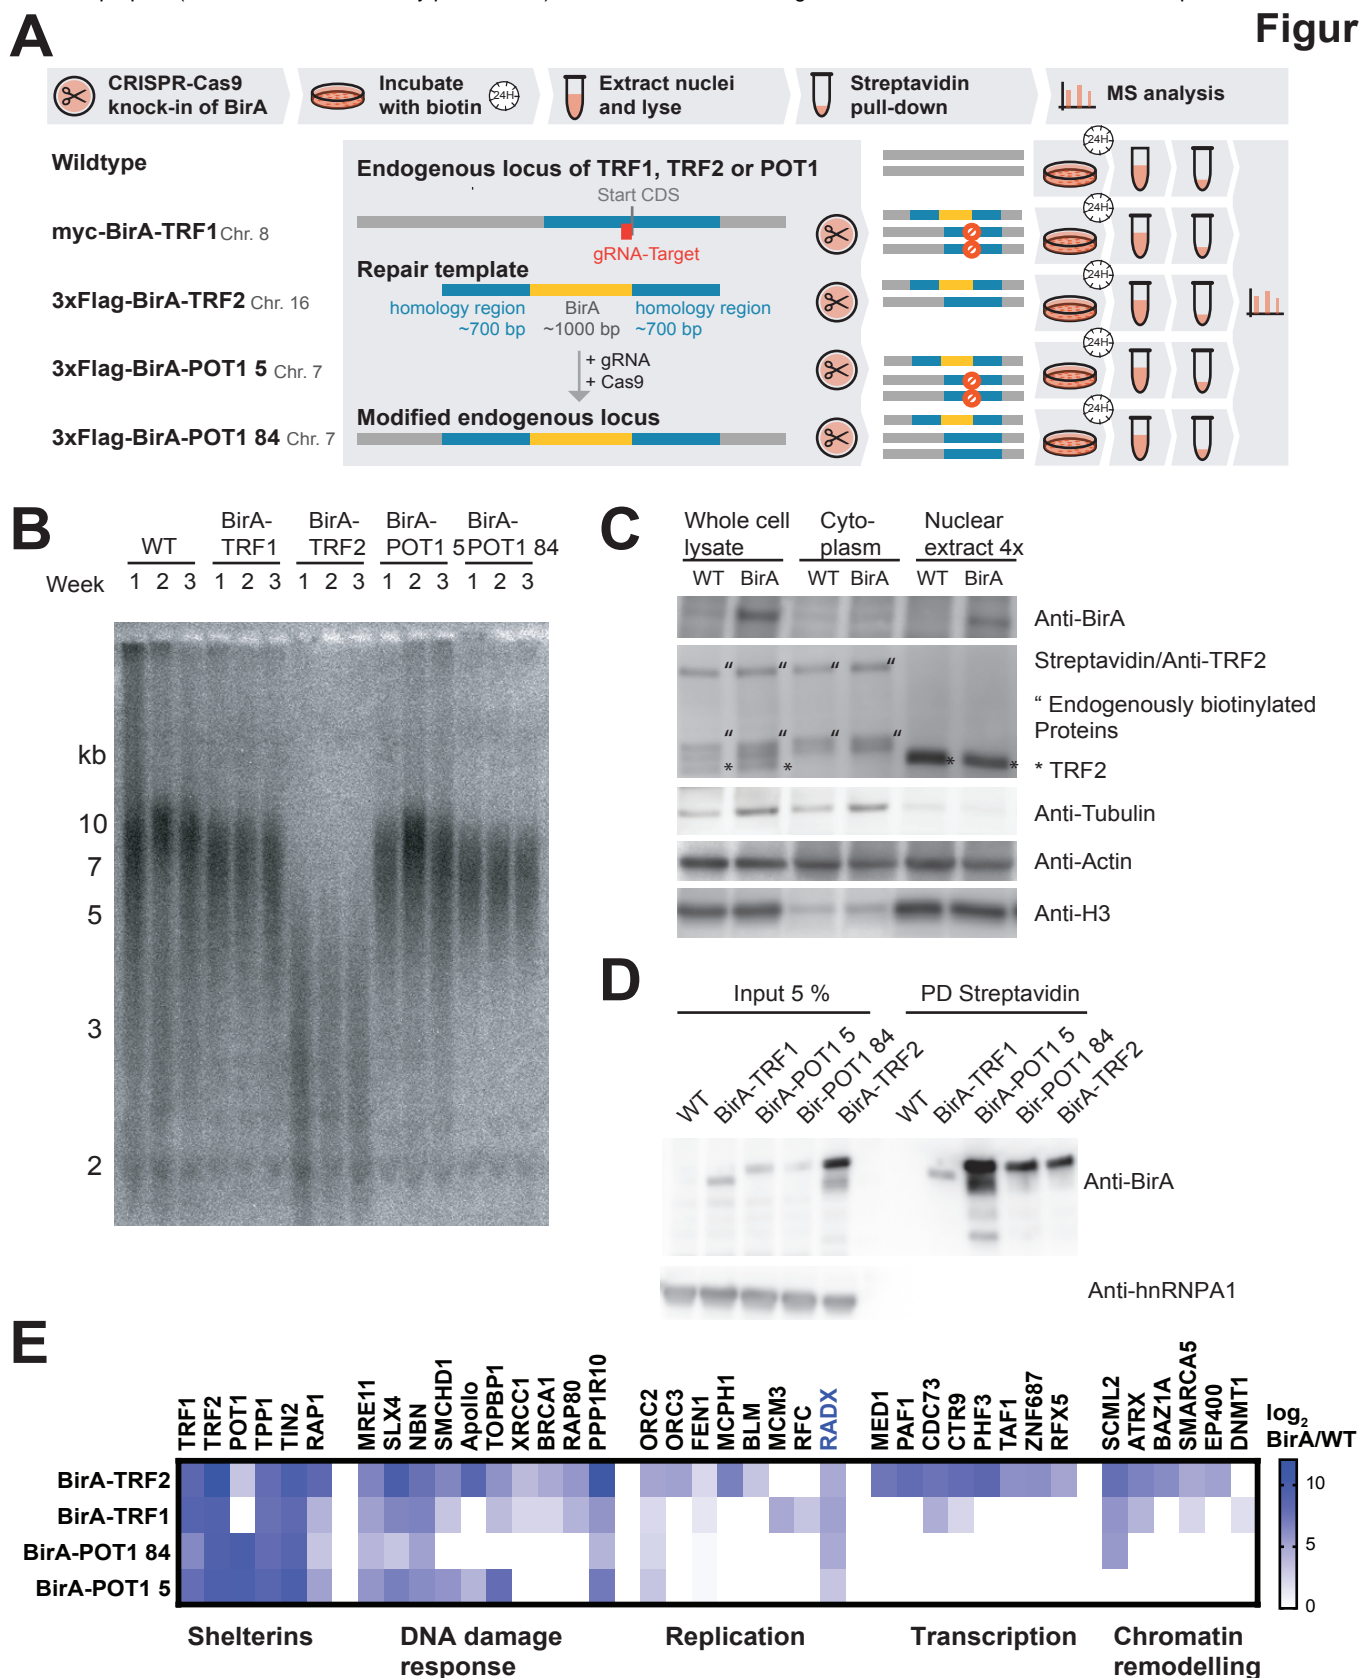 Figur
A
CRISPR-Cas9
knock-in of BirA
Incubate
with biotin
24H
Extract nuclei
and lyse
Streptavidin
pull-down
MS analysis
Wildtype
myc-BirA-TRF1 Chr. 8
3xFlag-BirA-TRF2 Chr. 16
3xFlag-BirA-POT1 5 Chr. 7
3xFlag-BirA-POT1 84 Chr. 7
Endogenous locus of TRF1, TRF2 or POT1
Start CDS
gRNA-Target
Repair template
homology region
~700 bp
BirA
~1000 bp
homology region
~700 bp
+ gRNA
+ Cas9
Modified endogenous locus
24H
24H
24H
24H
24H
B
WT
BirA-
TRF1
BirA-
TRF2
BirA-
POT1 5
BirA-
POT1 84
Week 1 2 3 1 2 3 1 2 3 1 2 3 1 2 3
kb
10
7
5
3
2
C
Whole cell
lysate
Cyto-
plasm
Nuclear
extract 4x
WT BirA WT BirA WT BirA
Anti-BirA
Streptavidin/Anti-TRF2
“ Endogenously biotinylated
Proteins
* TRF2
“ “ “ “
“ “ “ “
* * * *
Anti-Tubulin
Anti-Actin
Anti-H3
D
Input 5 %
PD Streptavidin
WT
BirA-TRF1
BirA-POT1 5
Bir-POT1 84
BirA-TRF2
WT
BirA-TRF1
BirA-POT1 5
Bir-POT1 84
BirA-TRF2
Anti-BirA
Anti-hnRNPA1
E
TRF1
TRF2
POT1
TPP1
TIN2
RAP1
MRE11
SLX4
NBN
SMCHD1
Apollo
TOPBP1
XRCC1
BRCA1
RAP80
PPP1R10
ORC2
ORC3
FEN1
MCPH1
BLM
MCM3
RFC
RADX
MED1
PAF1
CDC73
CTR9
PHF3
TAF1
ZNF687
RFX5
SCML2
ATRX
BAZ1A
SMARCA5
EP400
DNMT1
log2
BirA/WT
10
5
0
BirA-TRF2
BirA-TRF1
BirA-POT1 84
BirA-POT1 5
Shelterins
DNA damage
response
Replication
Transcription
Chromatin
remodelling